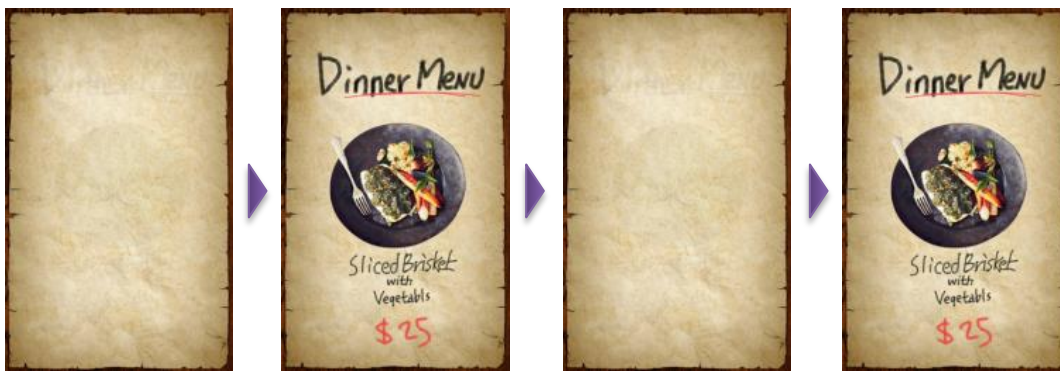 Dinner Menu
Sliced Brisket
with
Vegetabls
$25
Dinner Menu
Sliced Brisket
with
Vegetabls
$25